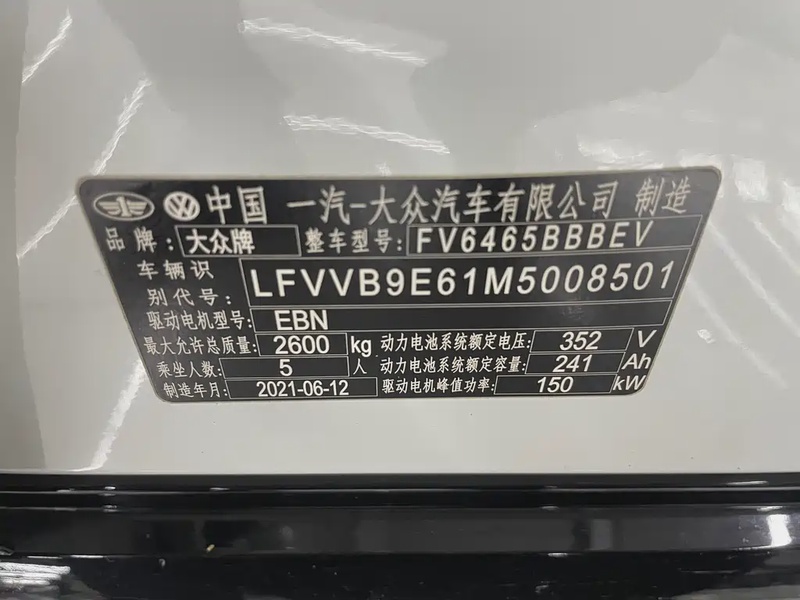 中国 一汽-大众汽车有限公司 制造
品牌: 大众牌 整车型号: FV6465BBBEV
车辆识别代号: LFVVB9E61M5008501
驱动电机型号: EBN
最大允许总质量: 2600 kg 动力电池系统额定电压: 352 V
乘坐人数: 5 人 动力电池系统额定容量: 241 Ah
制造年月: 2021-06-12 驱动电机峰值功率: 150 kW